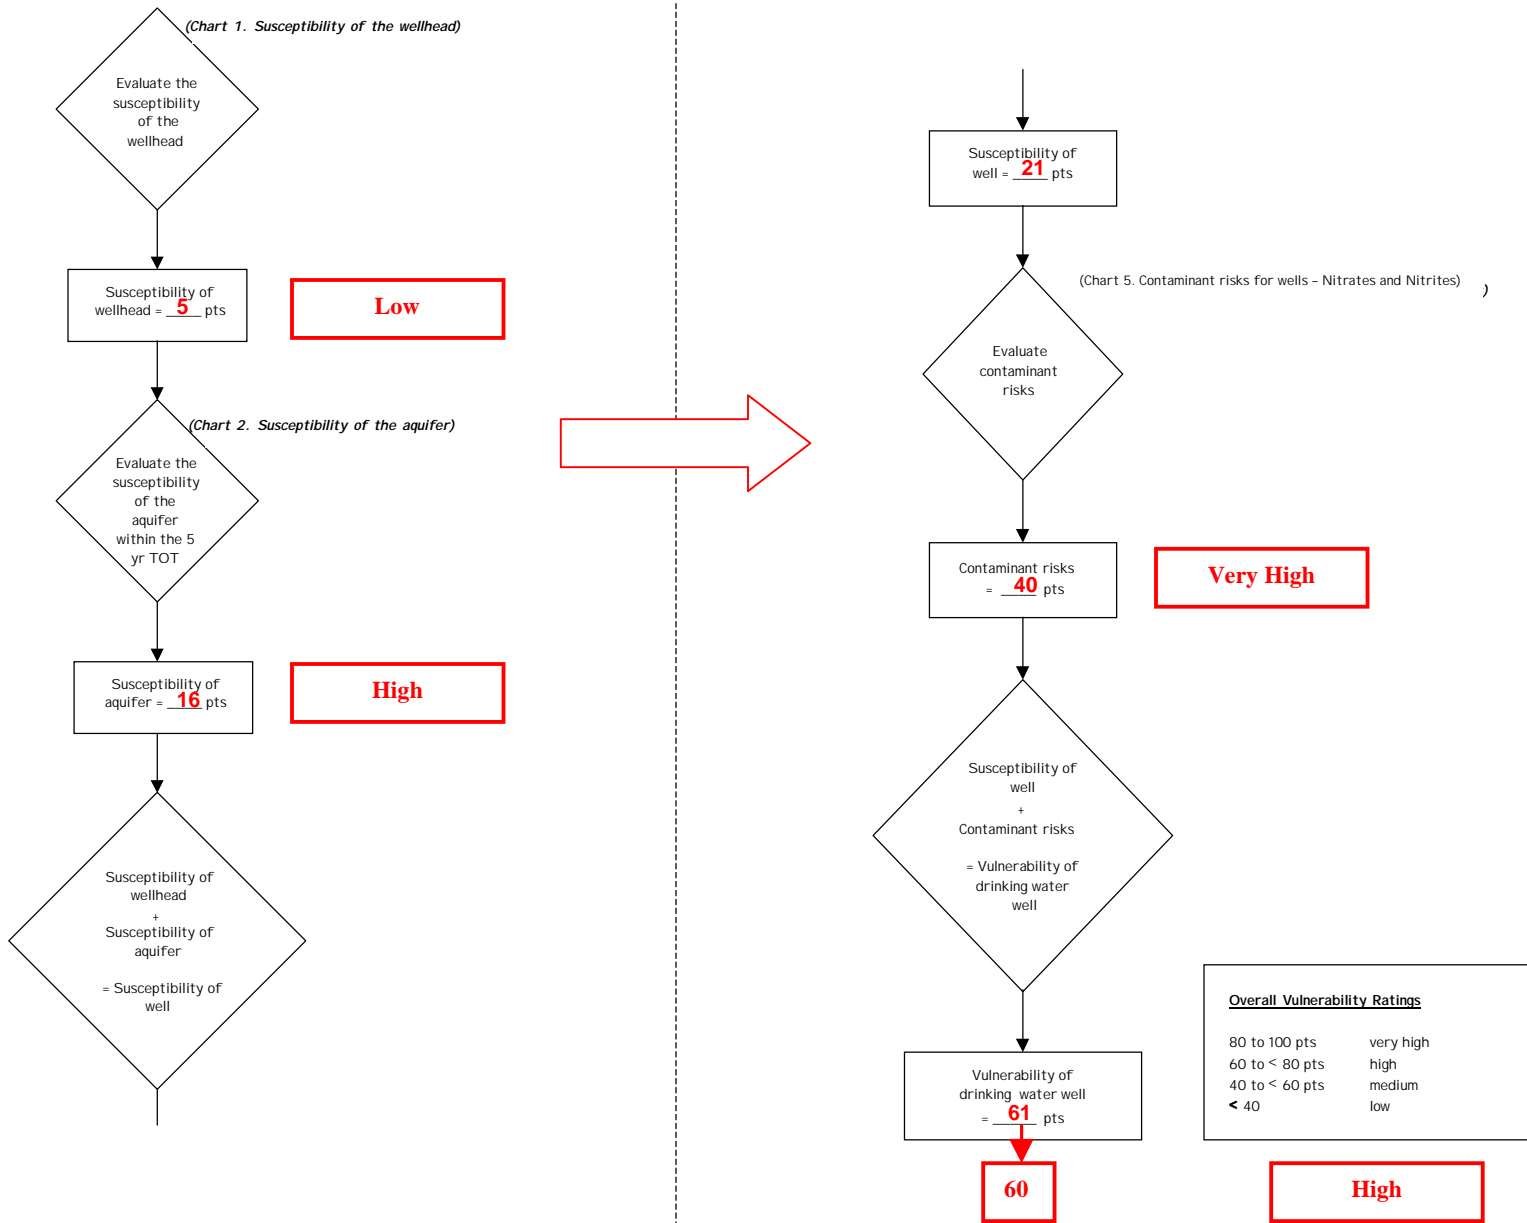 (Chart 1. Susceptibility of the wellhead)
Evaluate the
susceptibility
of the
wellhead
Susceptibility of
wellhead = 5 pts
Low
(Chart 2. Susceptibility of the aquifer)
Evaluate the
susceptibility
of the
aquifer
within the 5
yr TOT
Susceptibility of
aquifer = 16 pts
High
Susceptibility of
wellhead
+
Susceptibility of
aquifer
= Susceptibility of
well
Susceptibility of
well = 21 pts
(Chart 5. Contaminant risks for wells – Nitrates and Nitrites)
)
Evaluate
contaminant
risks
Contaminant risks
= 40 pts
Very High
Susceptibility of
well
+
Contaminant risks
= Vulnerability of
drinking water
well
Vulnerability of
drinking water well
= 61 pts
60
Overall Vulnerability Ratings
80 to 100 pts very high
60 to < 80 pts high
40 to < 60 pts medium
< 40 low
High